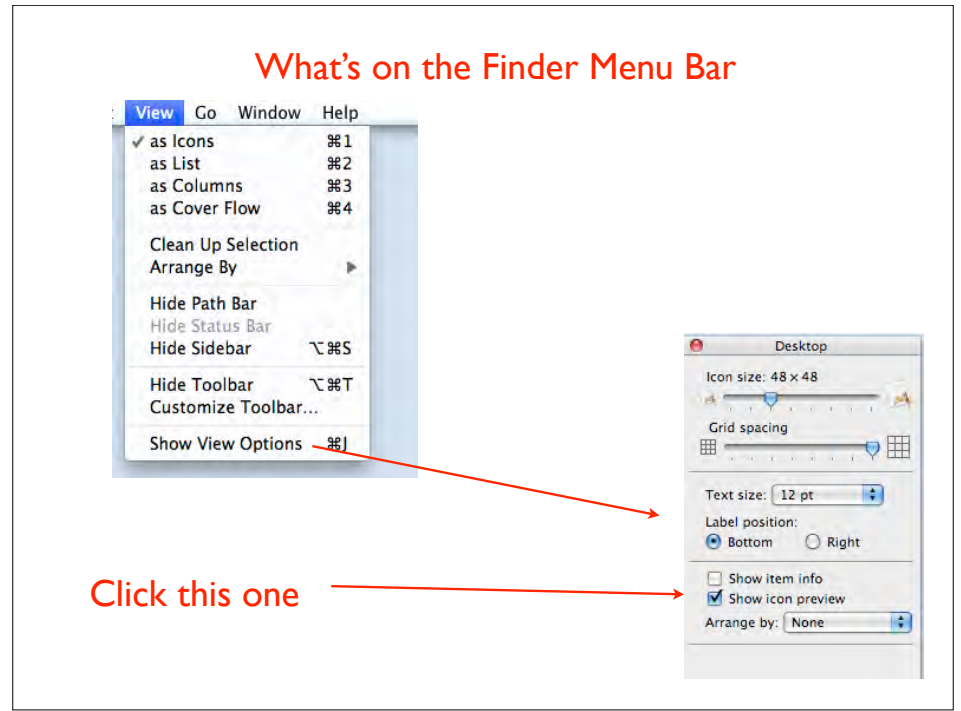 What's on the Finder Menu Bar
View Go Window Help
✓ as Icons ⌘1
as List ⌘2
as Columns ⌘3
as Cover Flow ⌘4
Clean Up Selection
Arrange By ▶
Hide Path Bar
Hide Status Bar
Hide Sidebar ⌥⌘S
Hide Toolbar ⌥⌘T
Customize Toolbar...
Show View Options ⌘J
Desktop
Icon size: 48 × 48
Grid spacing
Text size: 12 pt
Label position:
Bottom Right
Show item info
Show icon preview
Arrange by: None
Click this one